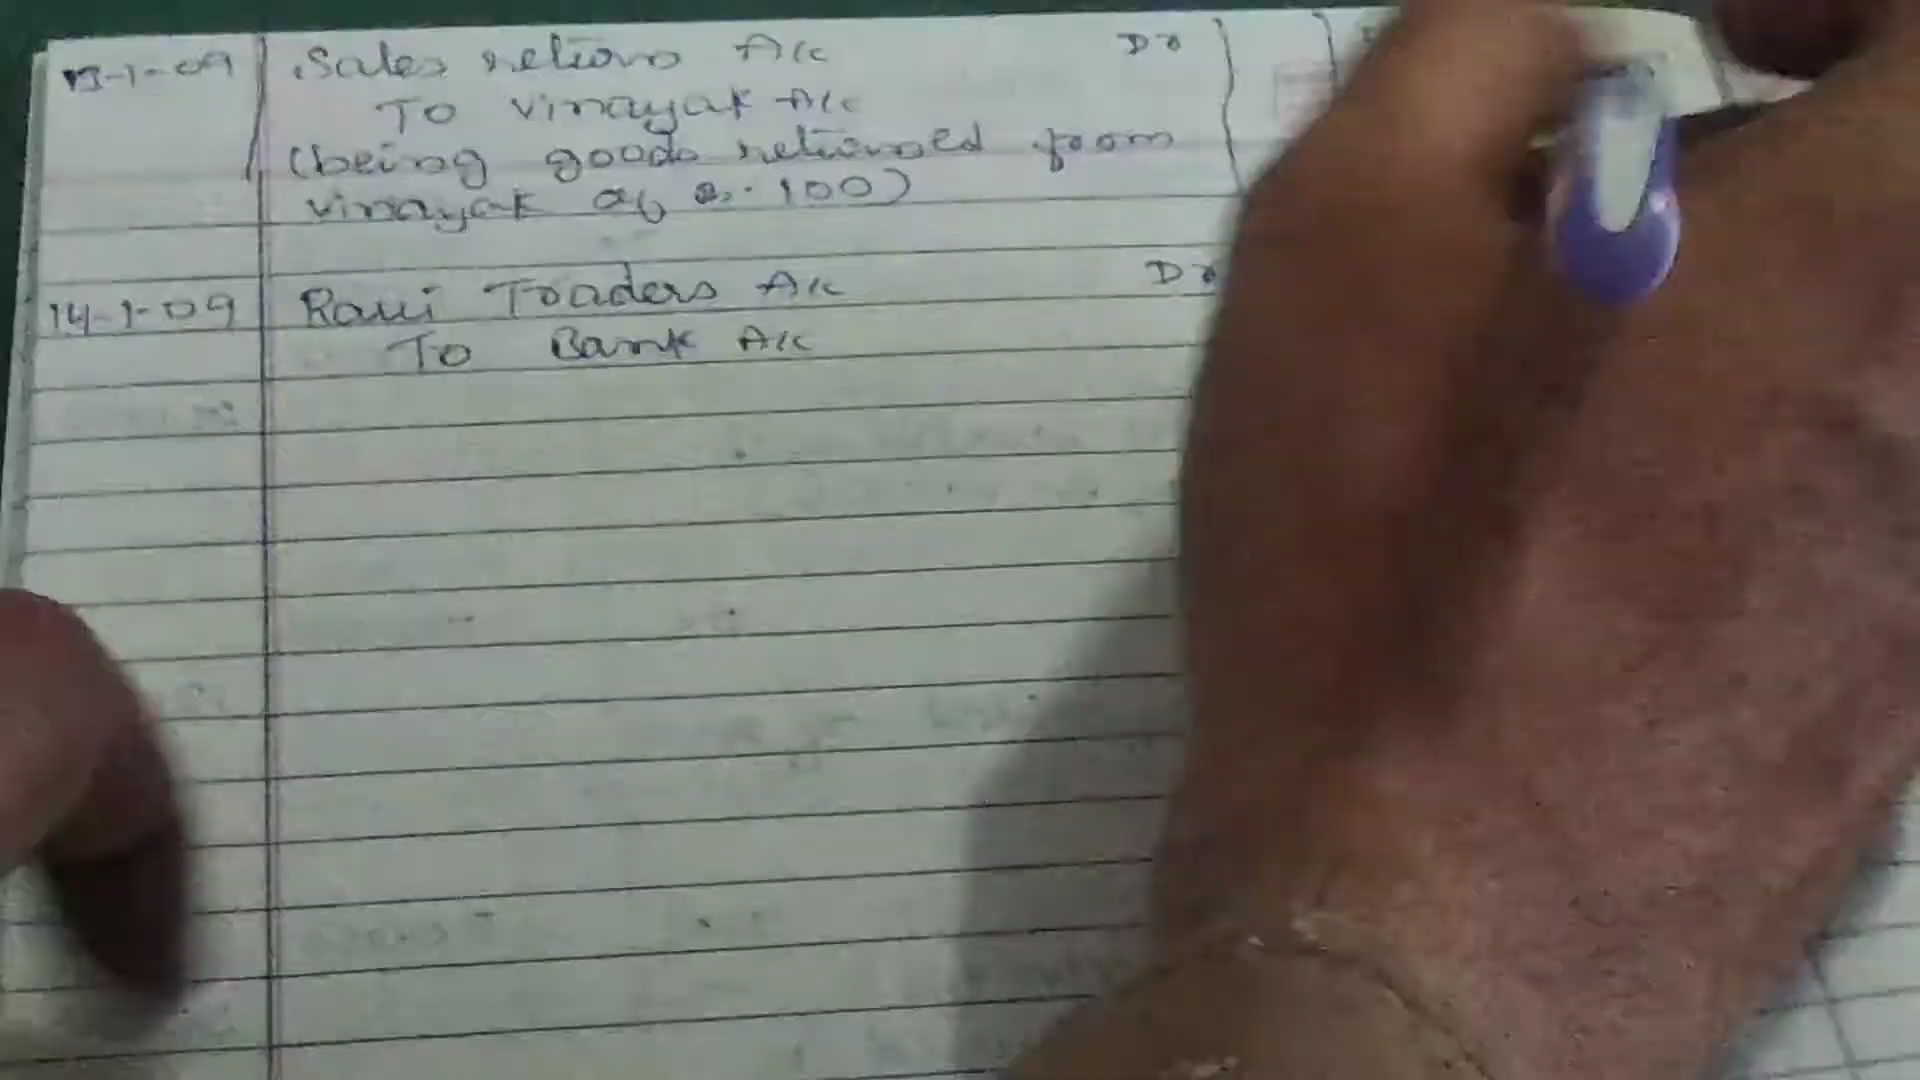 13-1-09 Sales return A/c Dr
To Vinayak A/c
(being goods returned from
vinayak of Rs. 100)
14-1-09 Ravi Traders A/c Dr
To Bank A/c